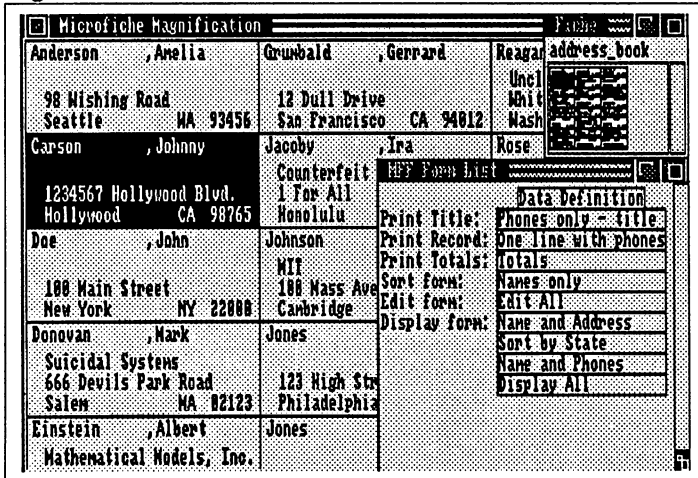 Microfiche Magnification
Fiche
address_book
Anderson ,Amelia
98 Wishing Road
Seattle WA 93456
Grumbald ,Gerrard
12 Dull Drive
San Francisco CA 94012
Reagan
Uncl
Whit
Wash
Carson ,Johnny
1234567 Hollywood Blvd.
Hollywood CA 98765
Jacoby ,Ira
Counterfeit
1 For All
Honolulu
Rose
Doe ,John
100 Main Street
New York NY 22000
Johnson
MII
100 Mass Ave
Cambridge
Donovan ,Mark
Suicidal Systems
666 Devils Park Road
Salem MA 02123
Jones
123 High Str
Philadelphia
Einstein ,Albert
Mathematical Models, Inc.
Jones
MFF Form List
Data Definition
Print Title: Phones only - title
Print Record: One line with phones
Print Totals: Totals
Sort form: Names only
Edit form: Edit All
Display form: Name and Address
Sort by State
Name and Phones
Display All